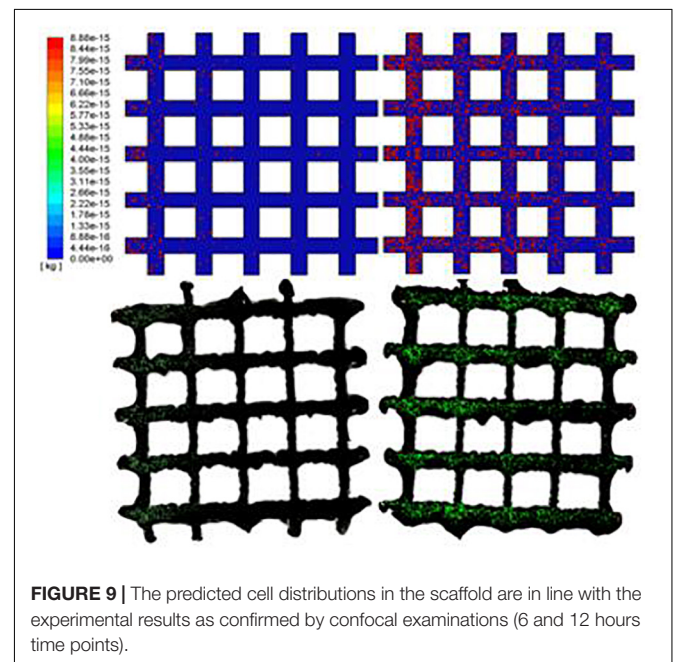 8.88e-15
8.44e-15
7.99e-15
7.55e-15
7.10e-15
6.66e-15
6.22e-15
5.77e-15
5.33e-15
4.88e-15
4.44e-15
4.00e-15
3.55e-15
3.11e-15
2.66e-15
2.22e-15
1.78e-15
1.33e-15
8.88e-16
4.44e-16
0.00e+00
[ kg ]
FIGURE 9 | The predicted cell distributions in the scaffold are in line with the
experimental results as confirmed by confocal examinations (6 and 12 hours
time points).